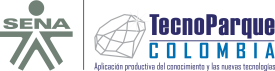 SENA
TecnoParque
COLOMBIA
Aplicación productiva del conocimiento y las nuevas tecnologías